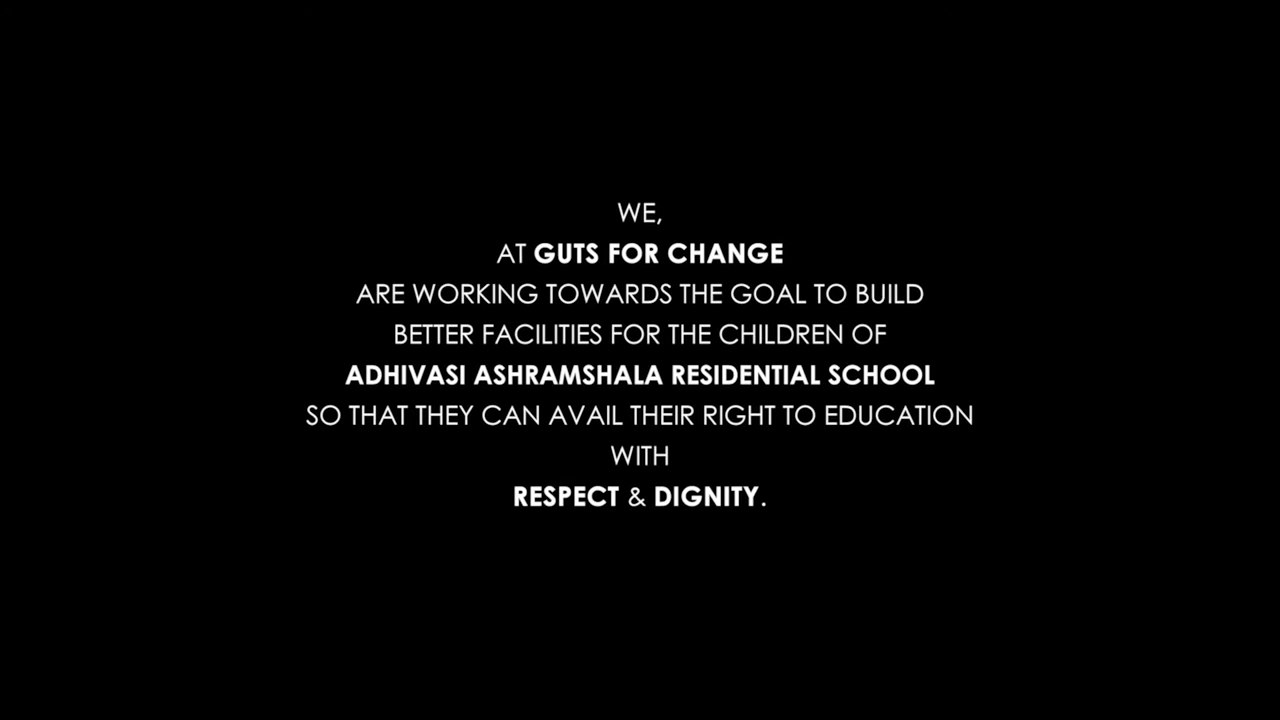 WE,
AT GUTS FOR CHANGE
ARE WORKING TOWARDS THE GOAL TO BUILD
BETTER FACILITIES FOR THE CHILDREN OF
ADHIVASI ASHRAMSHALA RESIDENTIAL SCHOOL
SO THAT THEY CAN AVAIL THEIR RIGHT TO EDUCATION
WITH
RESPECT & DIGNITY.